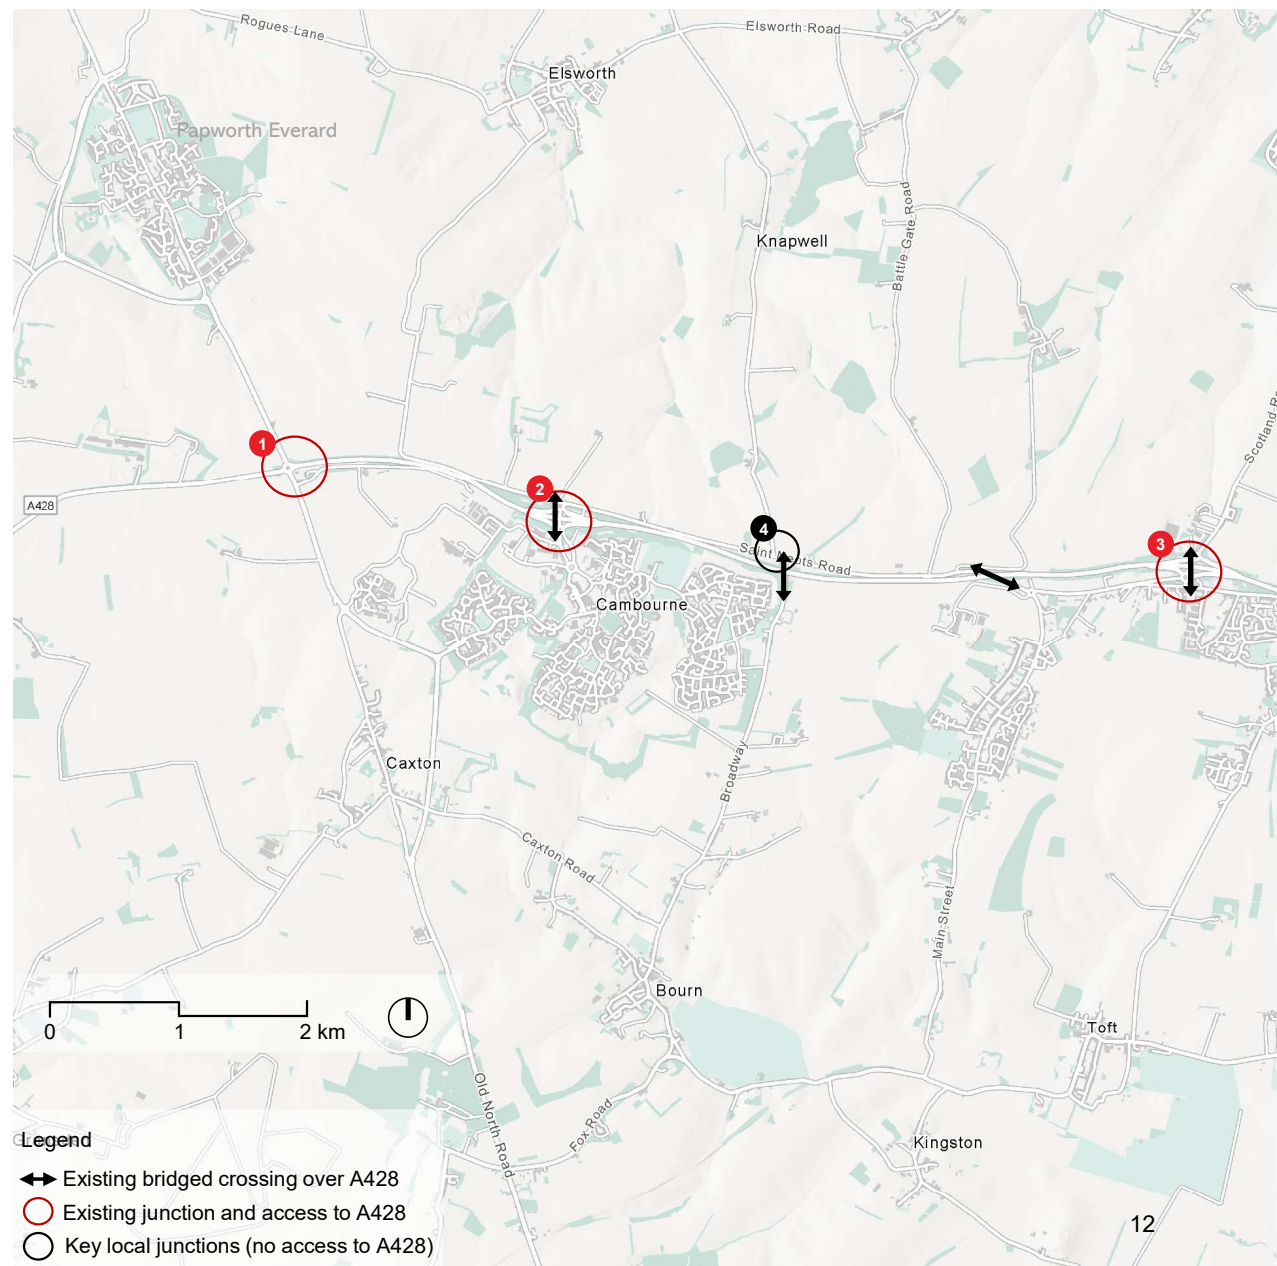 Rogues Lane
Elsworth Road
Elsworth
Papworth Everard
Knapwell
Battle Gate Road
Scotland R
1
2
A428
4
3
Saint Neots Road
Cambourne
Broadway
Caxton
Caxton Road
Main Street
Bourn
0
1
2 km
Toft
Old North Road
Fox Road
Kingston
Legend
Existing bridged crossing over A428
Existing junction and access to A428
Key local junctions (no access to A428)
12